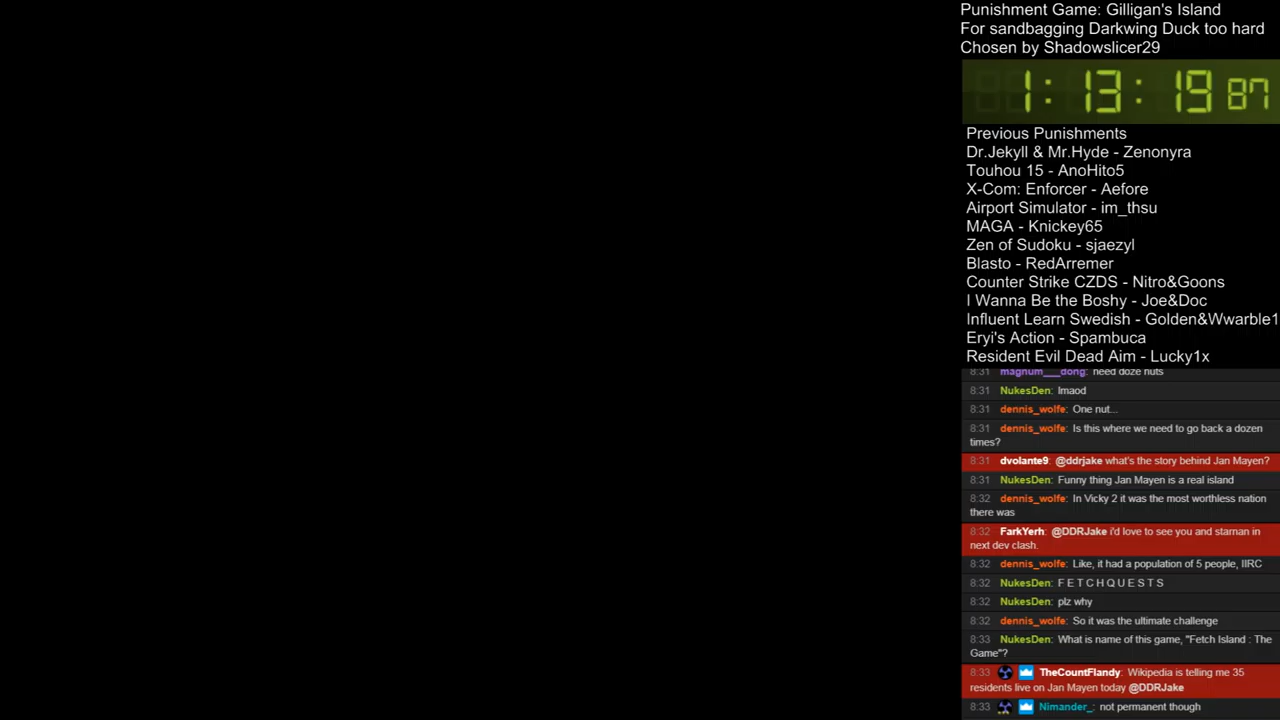 Punishment Game: Gilligan's Island
For sandbagging Darkwing Duck too hard
Chosen by Shadowslicer29
1:13:19 87
Previous Punishments
Dr.Jekyll & Mr.Hyde - Zenonyra
Touhou 15 - AnoHito5
X-Com: Enforcer - Aefore
Airport Simulator - im_thsu
MAGA - Knickey65
Zen of Sudoku - sjaezyl
Blasto - RedArremer
Counter Strike CZDS - Nitro&Goons
I Wanna Be the Boshy - Joe&Doc
Influent Learn Swedish - Golden&Wwarble1
Eryi's Action - Spambuca
Resident Evil Dead Aim - Lucky1x
8:31 magnum___dong: need doze nuts
8:31 NukesDen: lmaod
8:31 dennis_wolfe: One nut...
8:31 dennis_wolfe: Is this where we need to go back a dozen
times?
8:31 dvolante9: @ddrjake what's the story behind Jan Mayen?
8:31 NukesDen: Funny thing Jan Mayen is a real island
8:32 dennis_wolfe: In Vicky 2 it was the most worthless nation
there was
8:32 FarkYerh: @DDRJake i'd love to see you and starnan in
next dev clash.
8:32 dennis_wolfe: Like, it had a population of 5 people, IIRC
8:32 NukesDen: F E T C H Q U E S T S
8:32 NukesDen: plz why
8:32 dennis_wolfe: So it was the ultimate challenge
8:33 NukesDen: What is name of this game, "Fetch Island : The
Game"?
8:33 TheCountFlandy: Wikipedia is telling me 35
residents live on Jan Mayen today @DDRJake
8:33 Nimander_: not permanent though